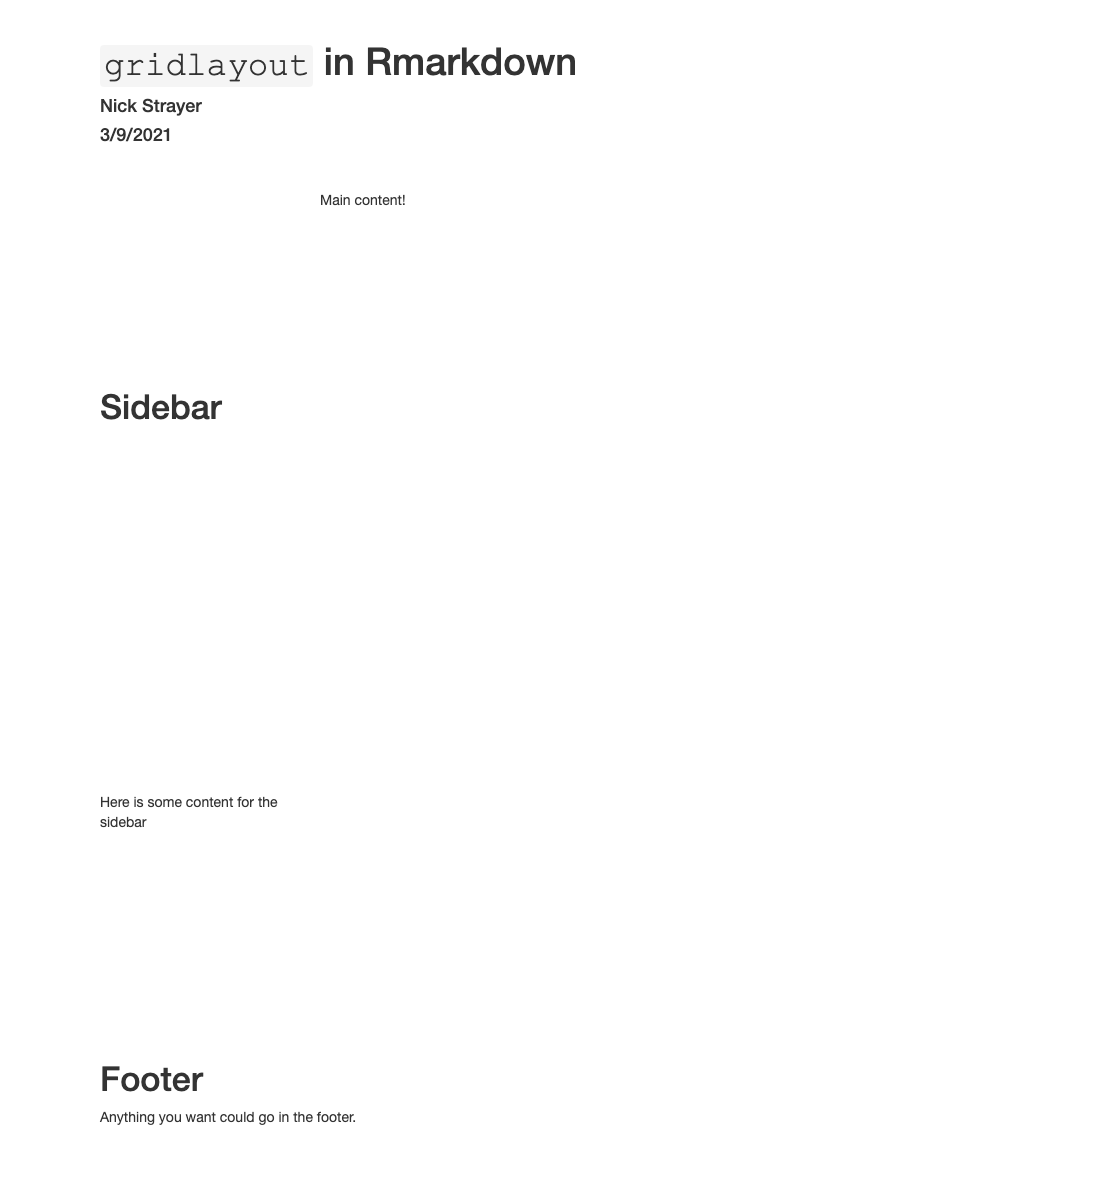 gridlayout in Rmarkdown
Nick Strayer
3/9/2021
Main content!
Sidebar
Here is some content for the
sidebar
Footer
Anything you want could go in the footer.